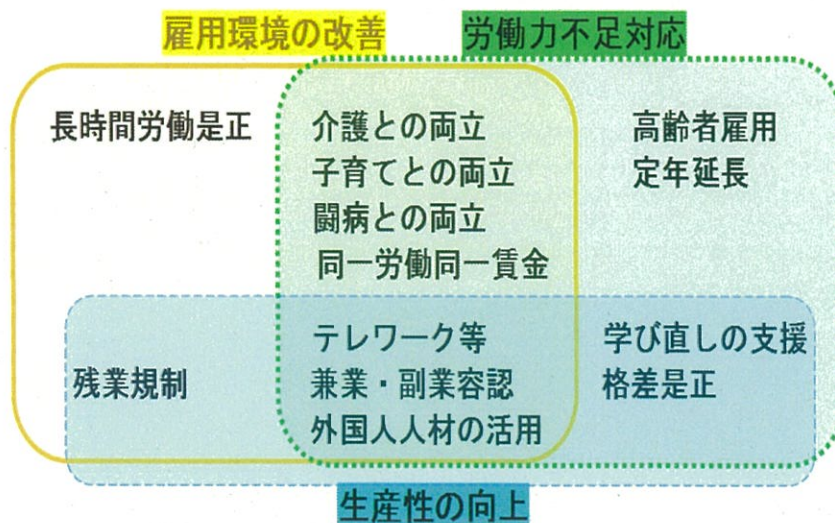 雇用環境の改善
労働力不足対応
長時間労働是正
介護との両立
子育てとの両立
闘病との両立
同一労働同一賃金
高齢者雇用
定年延長
残業規制
テレワーク等
兼業・副業容認
外国人人材の活用
学び直しの支援
格差是正
生産性の向上